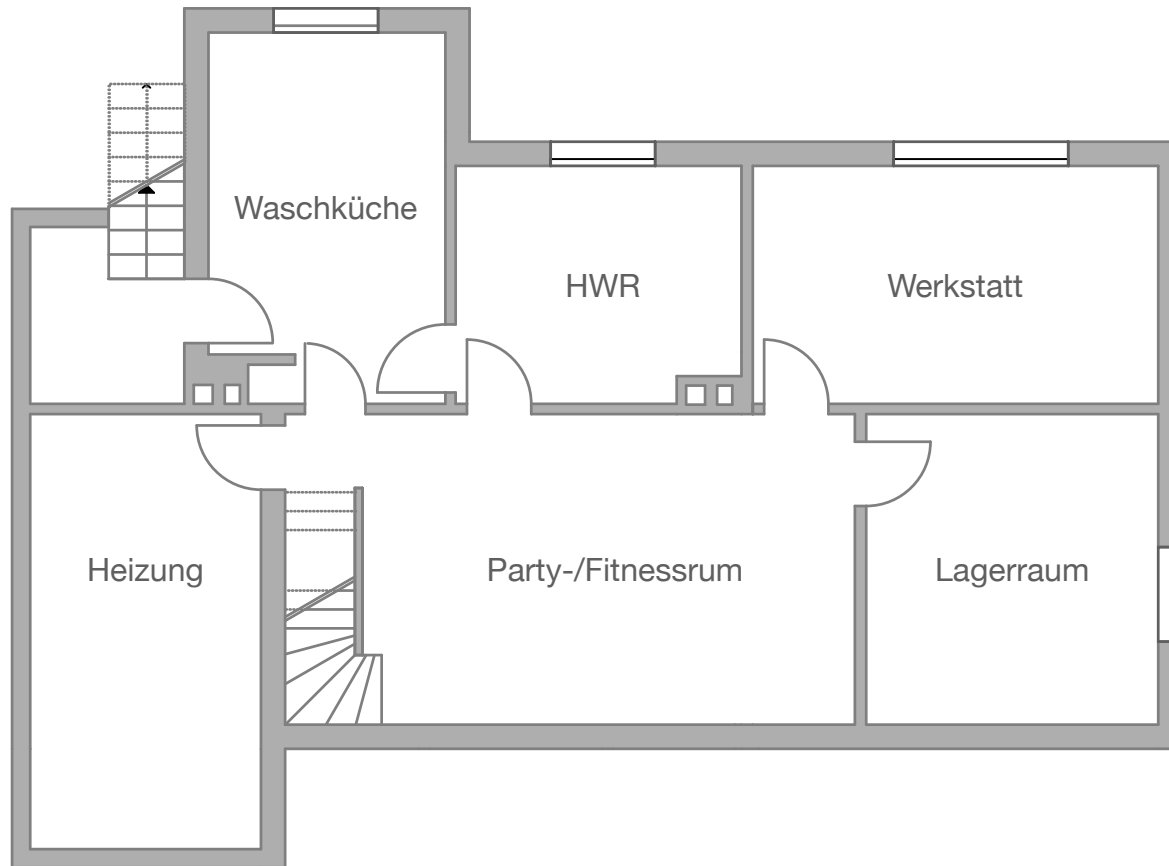 Waschküche
HWR
Werkstatt
Heizung
Party-/Fitnessrum
Lagerraum